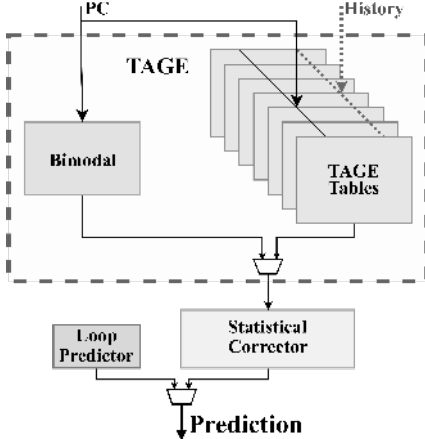 PC
History
TAGE
Bimodal
TAGE
Tables
Loop
Predictor
Statistical
Corrector
Prediction